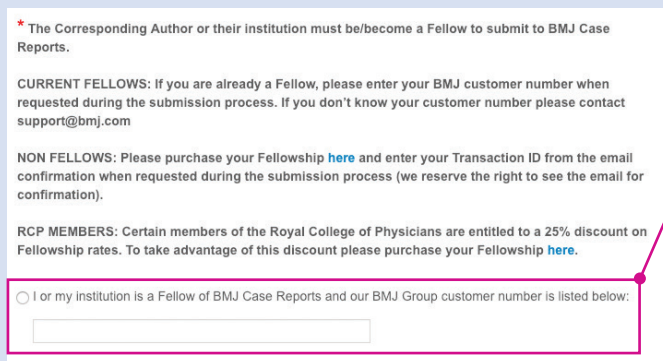 * The Corresponding Author or their institution must be/become a Fellow to submit to BMJ Case
Reports.
CURRENT FELLOWS: If you are already a Fellow, please enter your BMJ customer number when
requested during the submission process. If you don't know your customer number please contact
support@bmj.com
NON FELLOWS: Please purchase your Fellowship here and enter your Transaction ID from the email
confirmation when requested during the submission process (we reserve the right to see the email for
confirmation).
RCP MEMBERS: Certain members of the Royal College of Physicians are entitled to a 25% discount on
Fellowship rates. To take advantage of this discount please purchase your Fellowship here.
I or my institution is a Fellow of BMJ Case Reports and our BMJ Group customer number is listed below: